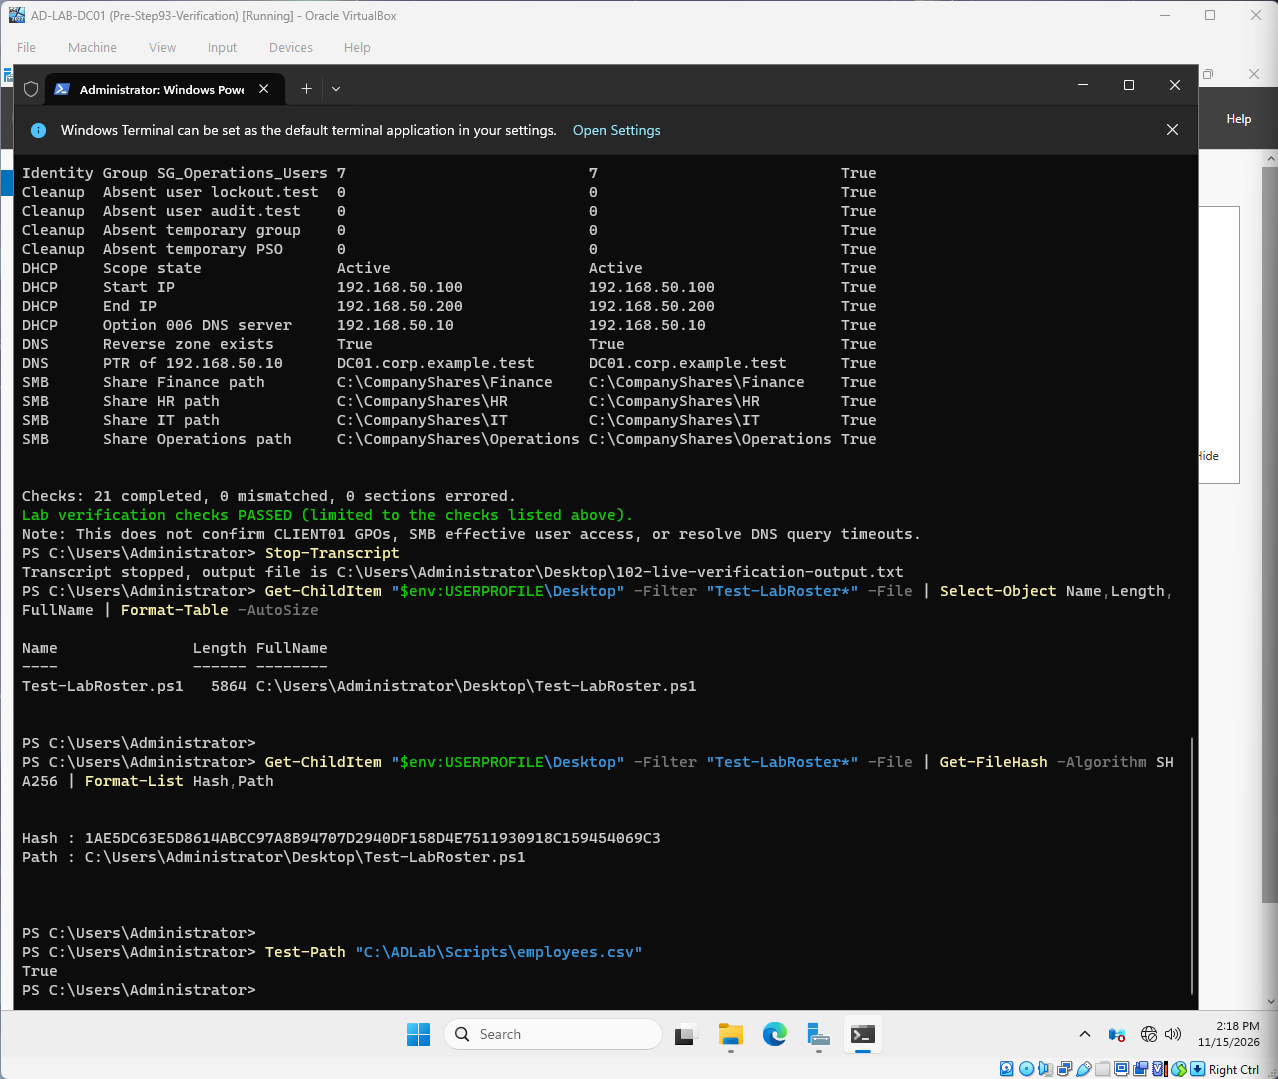 AD-LAB-DC01 (Pre-Step93-Verification) [Running] - Oracle VirtualBox
File Machine View Input Devices Help
Administrator: Windows Powe
Windows Terminal can be set as the default terminal application in your settings. Open Settings
Help
Identity Group SG_Operations_Users 7 7 True
Cleanup Absent user lockout.test 0 0 True
Cleanup Absent user audit.test 0 0 True
Cleanup Absent temporary group 0 0 True
Cleanup Absent temporary PSO 0 0 True
DHCP Scope state Active Active True
DHCP Start IP 192.168.50.100 192.168.50.100 True
DHCP End IP 192.168.50.200 192.168.50.200 True
DHCP Option 006 DNS server 192.168.50.10 192.168.50.10 True
DNS Reverse zone exists True True True
DNS PTR of 192.168.50.10 DC01.corp.example.test DC01.corp.example.test True
SMB Share Finance path C:\CompanyShares\Finance C:\CompanyShares\Finance True
SMB Share HR path C:\CompanyShares\HR C:\CompanyShares\HR True
SMB Share IT path C:\CompanyShares\IT C:\CompanyShares\IT True
SMB Share Operations path C:\CompanyShares\Operations C:\CompanyShares\Operations True
Hide
Checks: 21 completed, 0 mismatched, 0 sections errored.
Lab verification checks PASSED (limited to the checks listed above).
Note: This does not confirm CLIENT01 GPOs, SMB effective user access, or resolve DNS query timeouts.
PS C:\Users\Administrator> Stop-Transcript
Transcript stopped, output file is C:\Users\Administrator\Desktop\102-live-verification-output.txt
PS C:\Users\Administrator> Get-ChildItem "$env:USERPROFILE\Desktop" -Filter "Test-LabRoster*" -File | Select-Object Name,Length,
FullName | Format-Table -AutoSize
Name Length FullName
---- ------ --------
Test-LabRoster.ps1 5864 C:\Users\Administrator\Desktop\Test-LabRoster.ps1
PS C:\Users\Administrator>
PS C:\Users\Administrator> Get-ChildItem "$env:USERPROFILE\Desktop" -Filter "Test-LabRoster*" -File | Get-FileHash -Algorithm SH
A256 | Format-List Hash,Path
Hash : 1AE5DC63E5D8614ABCC97A8B94707D2940DF158D4E7511930918C159454069C3
Path : C:\Users\Administrator\Desktop\Test-LabRoster.ps1
PS C:\Users\Administrator>
PS C:\Users\Administrator> Test-Path "C:\ADLab\Scripts\employees.csv"
True
PS C:\Users\Administrator>
Search
2:18 PM
11/15/2026
Right Ctrl